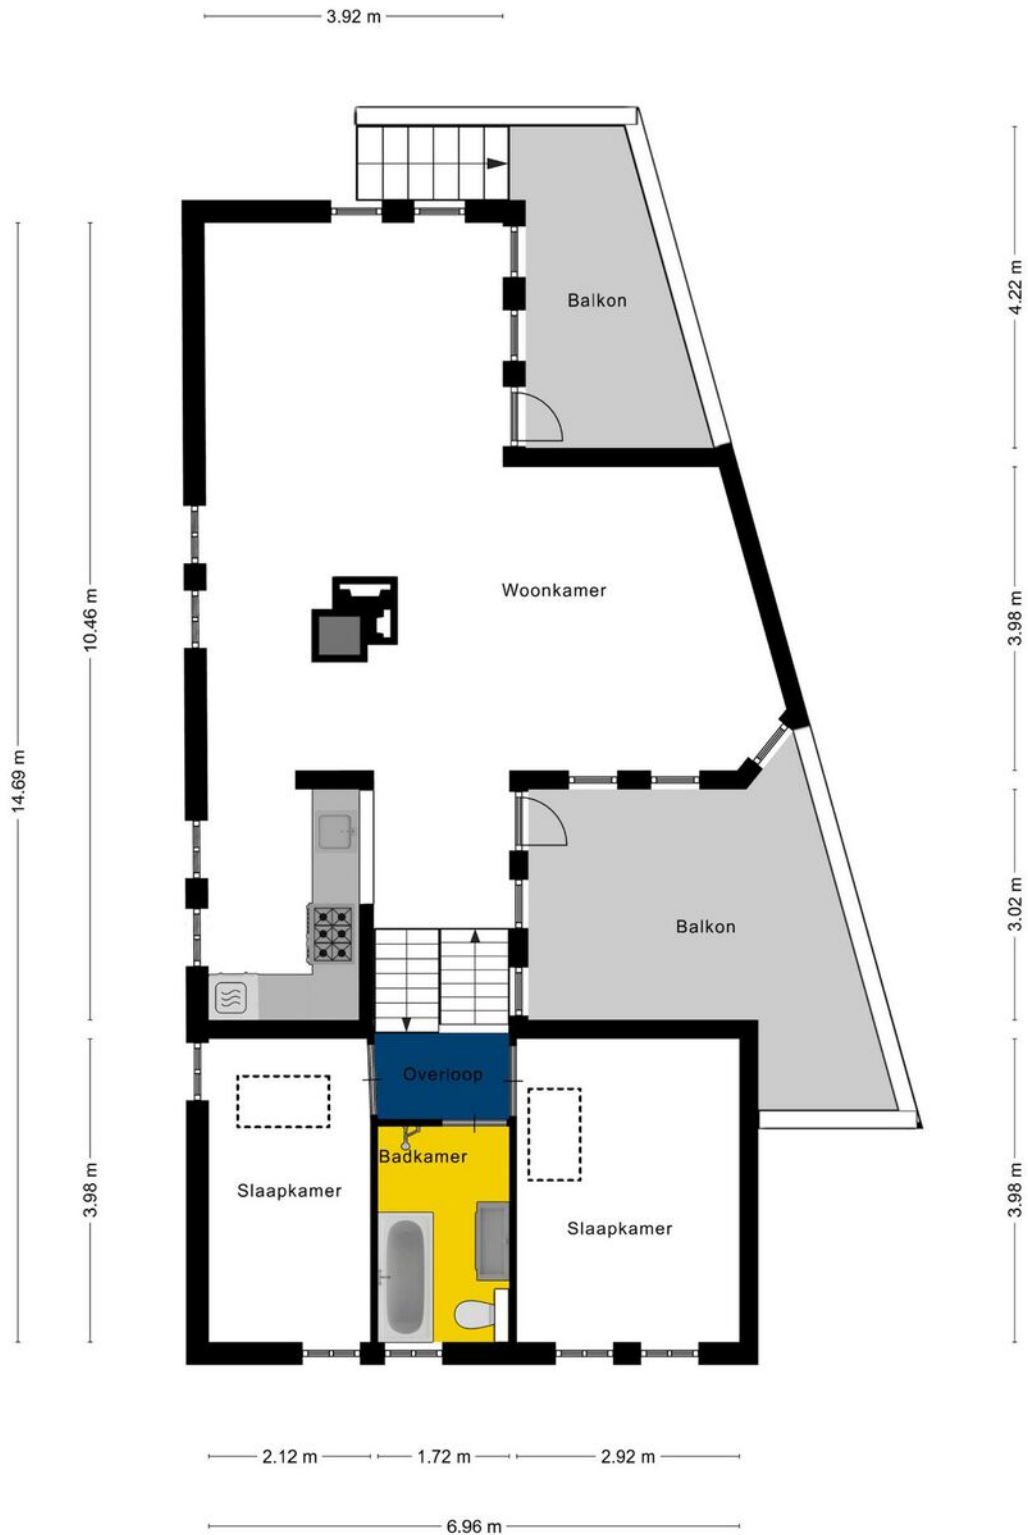 3.92 m
4.22 m
Balkon
14.69 m
10.46 m
Woonkamer
3.98 m
3.02 m
Balkon
Overloop
Badkamer
Slaapkamer
Slaapkamer
3.98 m
3.98 m
2.12 m
1.72 m
2.92 m
6.96 m